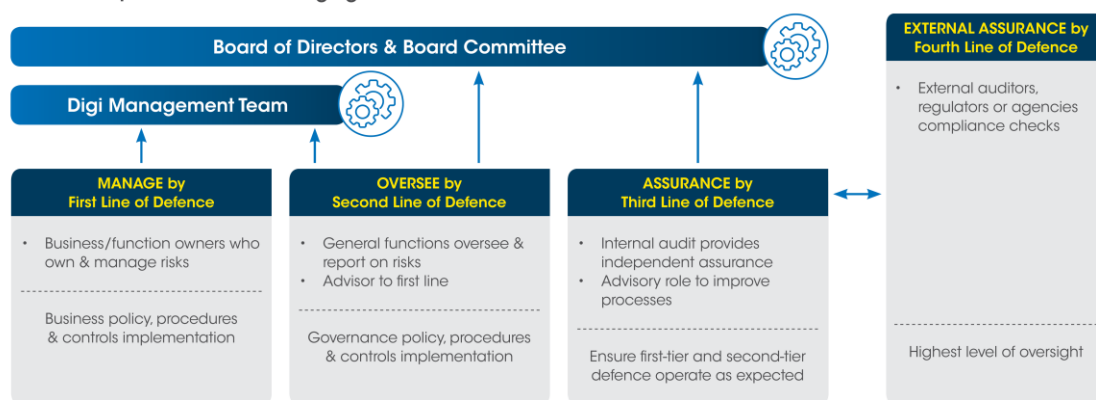 Board of Directors & Board Committee
Digi Management Team
MANAGE by
First Line of Defence
• Business/function owners who
own & manage risks
Business policy, procedures
& controls implementation
OVERSEE by
Second Line of Defence
• General functions oversee &
report on risks
• Advisor to first line
Governance policy, procedures
& controls implementation
ASSURANCE by
Third Line of Defence
• Internal audit provides
independent assurance
• Advisory role to improve
processes
Ensure first-tier and second-tier
defence operate as expected
EXTERNAL ASSURANCE by
Fourth Line of Defence
• External auditors,
regulators or agencies
compliance checks
Highest level of oversight